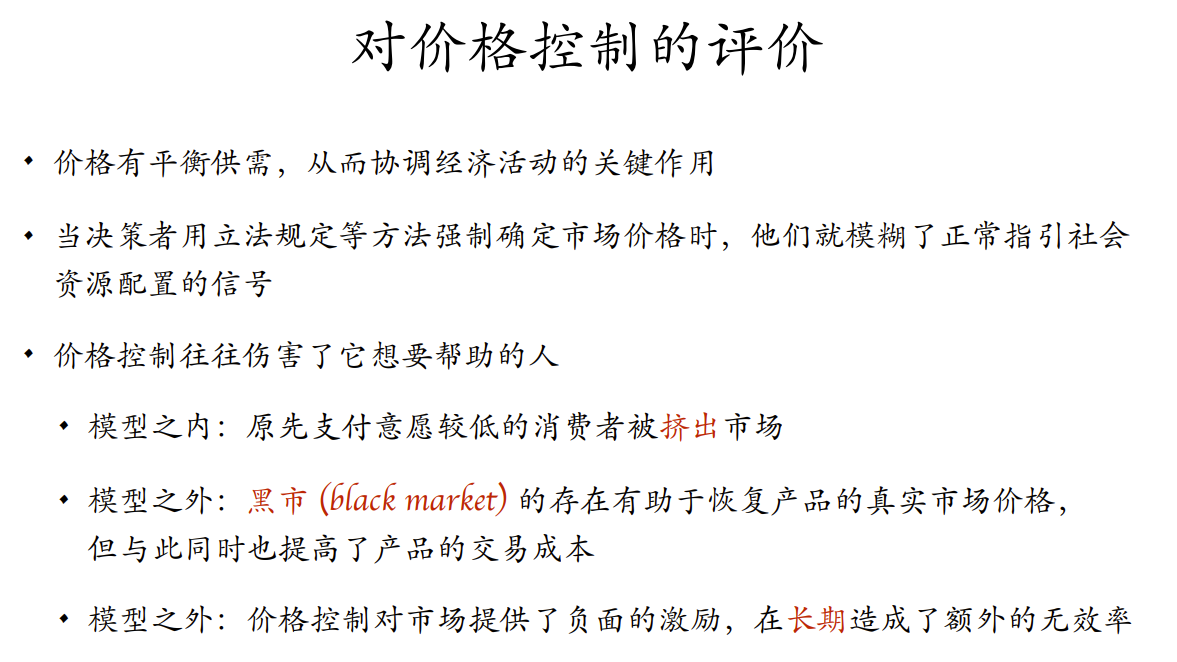 对价格控制的评价
• 价格有平衡供需，从而协调经济活动的关键作用
• 当决策者用立法规定等方法强制确定市场价格时，他们就模糊了正常指引社会
资源配置的信号
• 价格控制往往伤害了它想要帮助的人
• 模型之内：原先支付意愿较低的消费者被挤出市场
• 模型之外：黑市 (black market) 的存在有助于恢复产品的真实市场价格，
但与此同时也提高了产品的交易成本
• 模型之外：价格控制对市场提供了负面的激励，在长期造成了额外的无效率